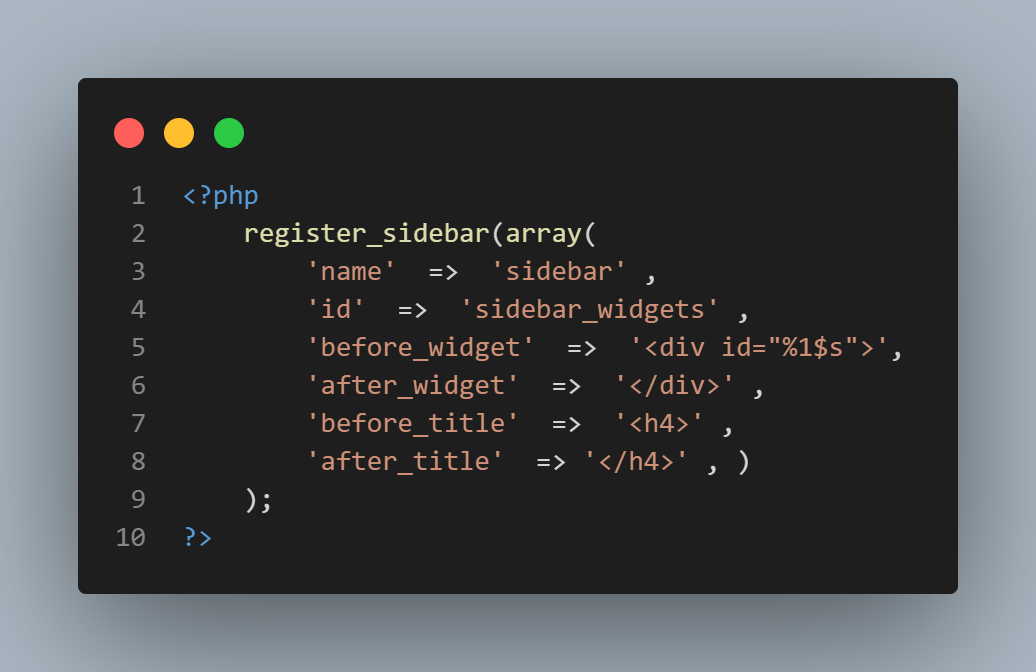 1 <?php
2     register_sidebar(array(
3         'name'  =>  'sidebar' ,
4         'id'  =>  'sidebar_widgets' ,
5         'before_widget'  =>  '<div id="%1$s">',
6         'after_widget'  =>  '</div>' ,
7         'before_title'  =>  '<h4>' ,
8         'after_title'  => '</h4>' , )
9     );
10 ?>